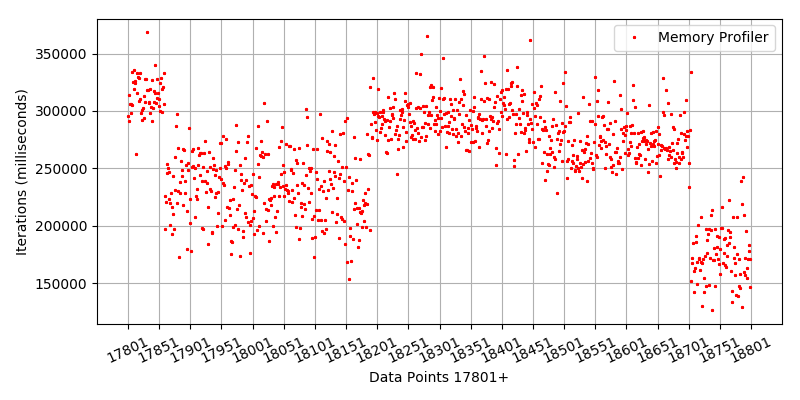 Memory Profiler
350000
300000
250000
200000
150000
Iterations (milliseconds)
17801 17851 17901 17951 18001 18051 18101 18151 18201 18251 18301 18351 18401 18451 18501 18551 18601 18651 18701 18751 18801
Data Points 17801+